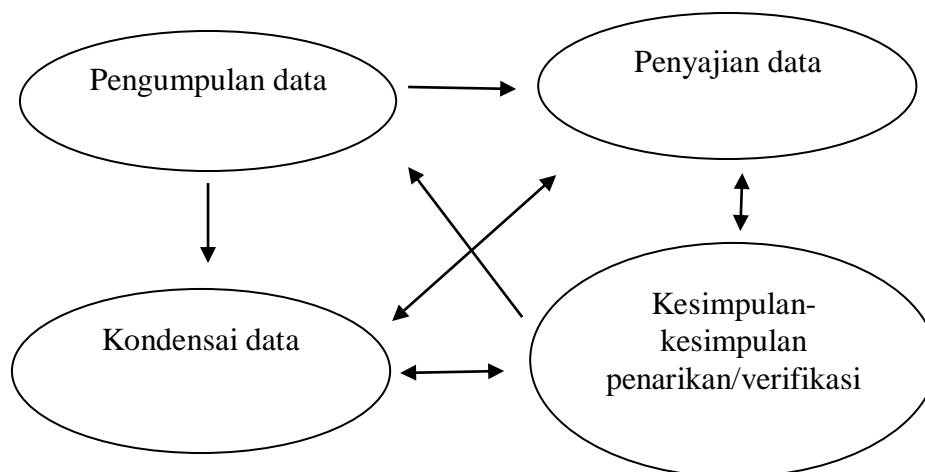 Pengumpulan data
Penyajian data
Kondensai data
Kesimpulan-
kesimpulan
penarikan/verifikasi